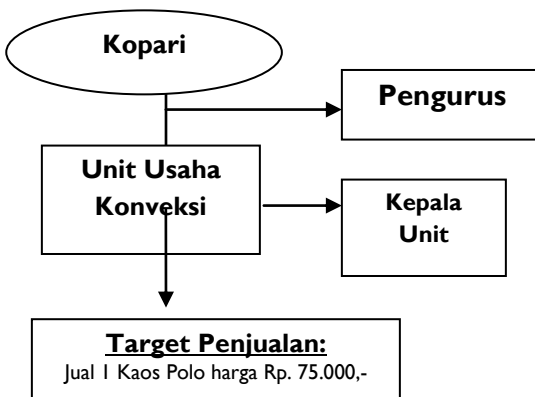 Kopari
Pengurus
Unit Usaha
Konveksi
Kepala
Unit
Target Penjualan:
Jual 1 Kaos Polo harga Rp. 75.000,-